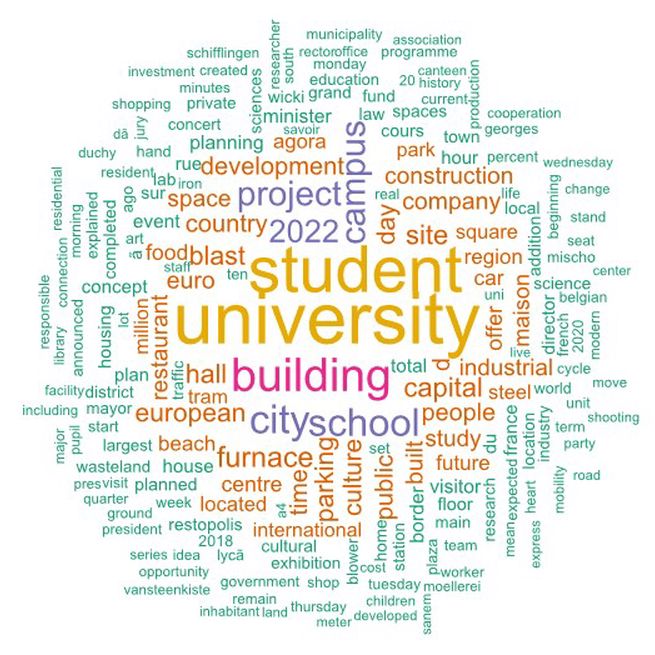 municipality
association
schifflingen
researcher
rectoroffice
programme
south
monday
canteen
investment
created
education
20
history
production
minutes
sciences
wicki
grand
fund
current
shopping
private
minister
law
spaces
cooperation
dā
jury
concert
savoir
cours
town
georges
planning
agora
campus
duchy
hand
rue
development
park
hour
percent
wednesday
resident
lab
iron
project
real
construction
life
beginning
change
residential
morning
explained
completed
ago
sur
space
day
company
local
addition
stand
event
country
2022
site
square
seat
art
ā
food
blast
student
region
mischo
connection
staff
ten
car
science
center
responsible
concept
euro
uni
maison
director
belgian
library
announced
housing
lot
million
restaurant
university
offer
french
2020
modern
live
plan
traffic
hall
building
total
d
industrial
cycle
facility
district
tram
capital
steel
world
move
including
mayor
european
city
school
people
unit
shooting
major
pupil
start
largest
beach
furnace
parking
culture
set
public
built
study
du
france
expected
location
industry
term
party
wasteland
house
centre
time
future
presvisit
planned
visitor
research
heart
mobility
road
quarter
week
located
a4
home
border
floor
mean
ground
president
restopolis
international
station
main
express
2018
cultural
plaza
team
series
idea
lycā
exhibition
blower
cost
worker
opportunity
government
shop
tuesday
moellerei
vansteenkiste
remain
children
sanem
inhabitant
land
thursday
developed
meter